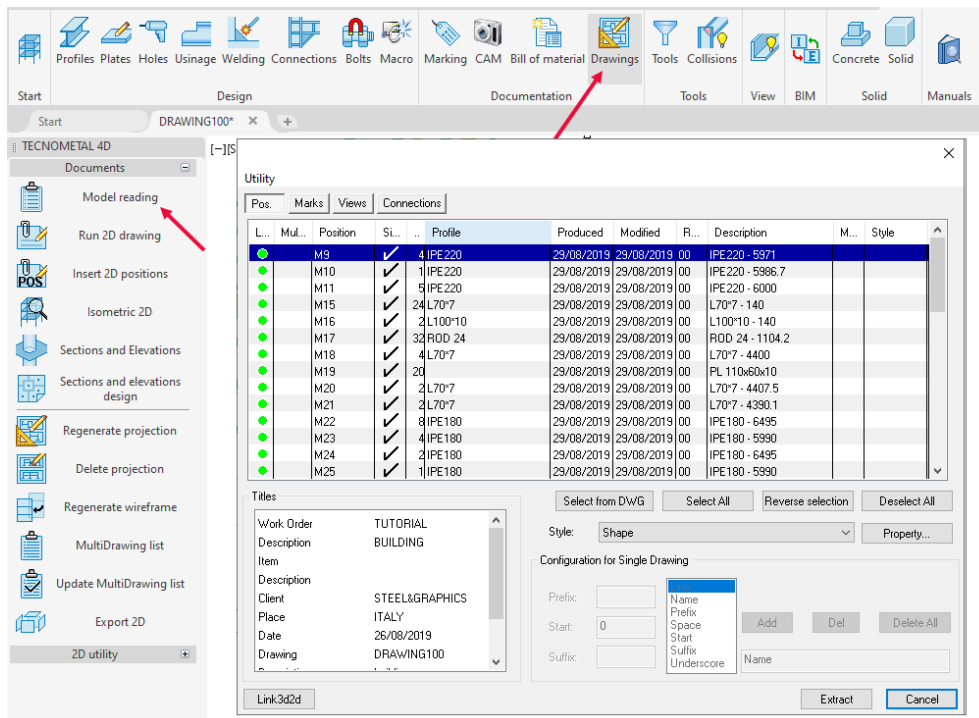 Profiles Plates Holes Usinage Welding Connections Bolts Macro Marking CAM Bill of material Drawings Tools Collisions Concrete Solid
Start Design Documentation Tools View BIM Solid Manuals
Start DRAWING100* × +
TECNOMETAL 4D
Documents
Model reading
Run 2D drawing
Insert 2D positions
Isometric 2D
Sections and Elevations
Sections and elevations
design
Regenerate projection
Delete projection
Regenerate wireframe
MultiDrawing list
Update MultiDrawing list
Export 2D
2D utility
[−][S
Utility
Pos. Marks Views Connections
L... Mul... Position Si... .. Profile Produced Modified R... Description M... Style
M9 4 IPE220 29/08/2019 29/08/2019 00 IPE220 - 5971
M10 1 IPE220 29/08/2019 29/08/2019 00 IPE220 - 5986.7
M11 5 IPE220 29/08/2019 29/08/2019 00 IPE220 - 6000
M15 24 L70*7 29/08/2019 29/08/2019 00 L70*7 - 140
M16 2 L100*10 29/08/2019 29/08/2019 00 L100*10 - 140
M17 32 ROD 24 29/08/2019 29/08/2019 00 ROD 24 - 1104.2
M18 4 L70*7 29/08/2019 29/08/2019 00 L70*7 - 4400
M19 20 29/08/2019 29/08/2019 00 PL 110x60x10
M20 2 L70*7 29/08/2019 29/08/2019 00 L70*7 - 4407.5
M21 2 L70*7 29/08/2019 29/08/2019 00 L70*7 - 4390.1
M22 8 IPE180 29/08/2019 29/08/2019 00 IPE180 - 6495
M23 4 IPE180 29/08/2019 29/08/2019 00 IPE180 - 5990
M24 2 IPE180 29/08/2019 29/08/2019 00 IPE180 - 6495
M25 1 IPE180 29/08/2019 29/08/2019 00 IPE180 - 5990
Titles
Work Order TUTORIAL
Description BUILDING
Item
Description
Client STEEL&GRAPHICS
Place ITALY
Date 26/08/2019
Drawing DRAWING100
Select from DWG Select All Reverse selection Deselect All
Style: Shape Property...
Configuration for Single Drawing
Prefix:
Start: 0
Suffix:
Name
Prefix
Space
Start
Suffix
Underscore
Add Del Delete All
Name
Link3d2d Extract Cancel
POS